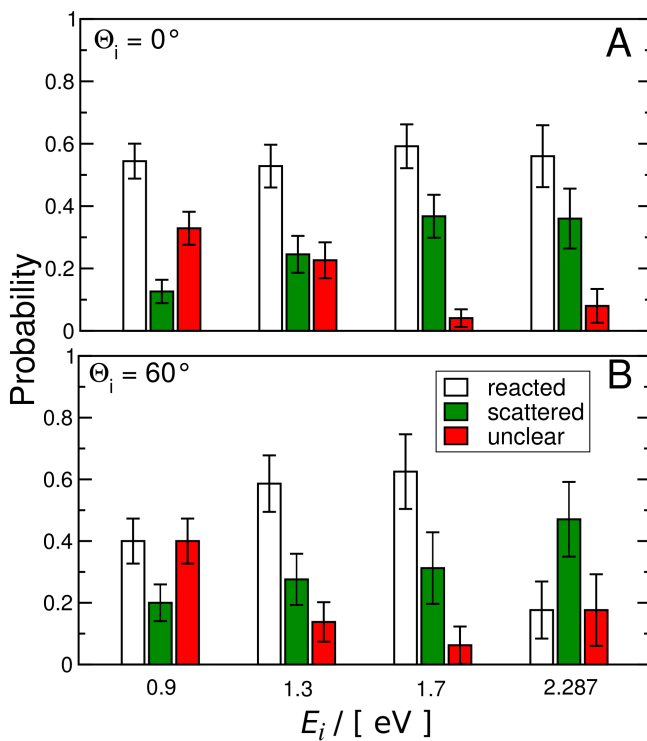 Θi = 0°
A
1
0.8
0.6
0.4
0.2
0
Probability
Θi = 60°
B
reacted
scattered
unclear
1
0.8
0.6
0.4
0.2
0
0.9 1.3 1.7 2.287
Ei / [ eV ]